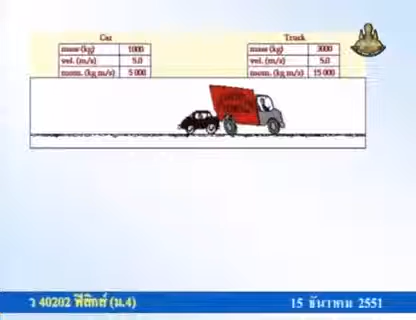 Car
mass (kg) 1000
vel. (m/s) 5.0
mom. (kg m/s) 5 000
Truck
mass (kg) 3000
vel. (m/s) 5.0
mom. (kg m/s) 15 000
ว 40202 ฟิสิกส์ (ม.4)
15 ธันวาคม 2551